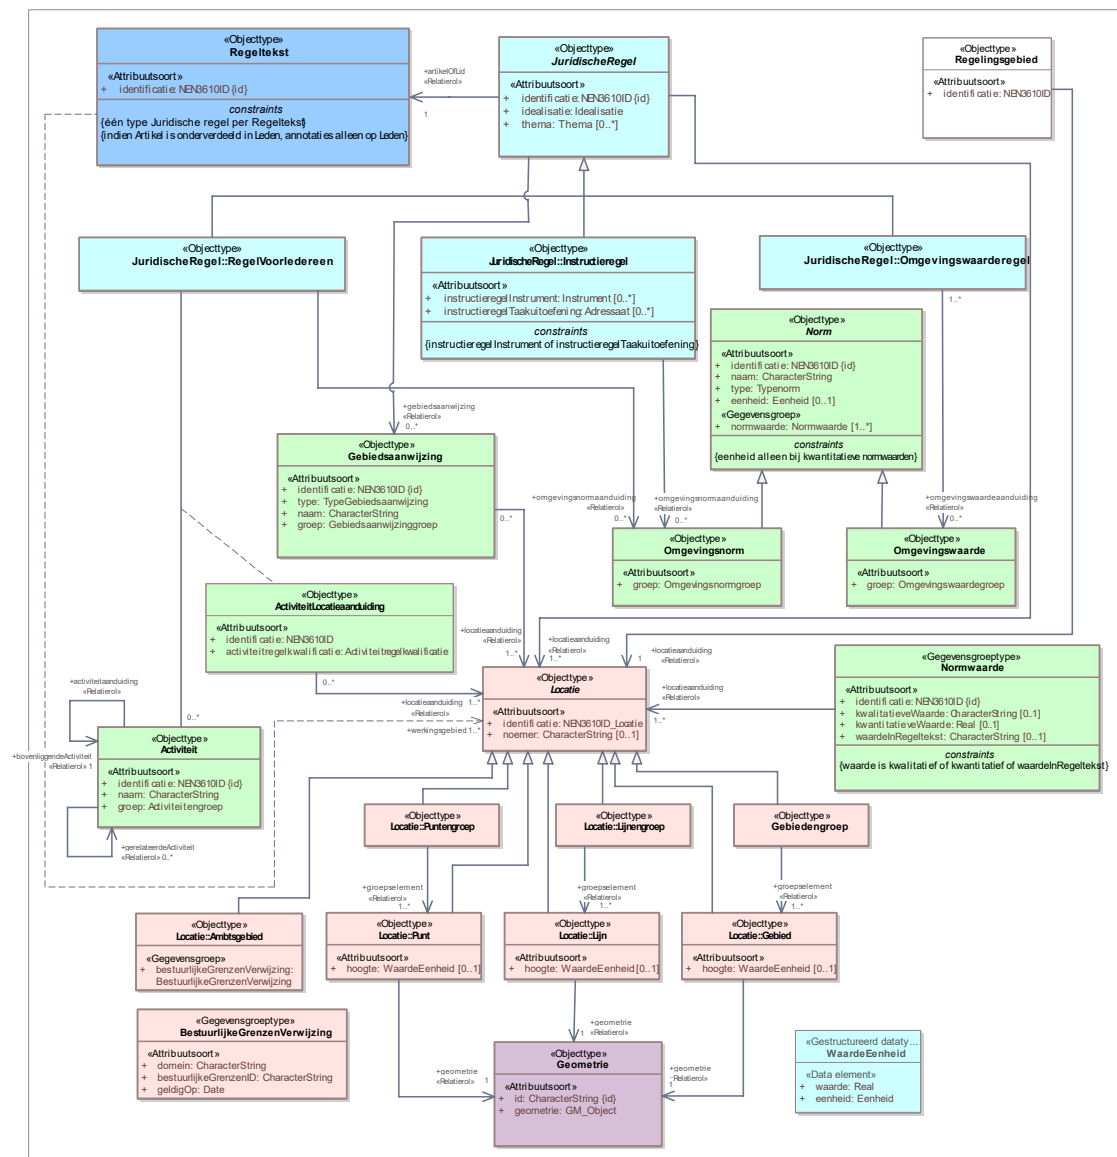 «Objecttype»
Regeltekst
«Attribuutsoort»
+ identificatie: NEN3610ID {id}
constraints
{één type Juridische regel per Regeltekst}
{indien Artikel is onderverdeeld in Leden, annotaties alleen op Leden}
+artikelOfLid
«Relatierol»
1
«Objecttype»
JuridischeRegel
«Attribuutsoort»
+ identificatie: NEN3610ID {id}
+ idealisatie: Idealisatie
+ thema: Thema [0..*]
«Objecttype»
Regelingsgebied
«Attribuutsoort»
+ identificatie: NEN3610ID
«Objecttype»
JuridischeRegel::RegelVoorIedereen
«Objecttype»
JuridischeRegel::Instructieregel
«Attribuutsoort»
+ instructieregelInstrument: Instrument [0..*]
+ instructieregelTaakuitoefening: Adressaat [0..*]
constraints
{instructieregelInstrument of instructieregelTaakuitoefening}
«Objecttype»
JuridischeRegel::Omgevingswaarderegel
1..*
«Objecttype»
Norm
«Attribuutsoort»
+ identificatie: NEN3610ID {id}
+ naam: CharacterString
+ type: Typenorm
+ eenheid: Eenheid [0..1]
«Gegevensgroep»
+ normwaarde: Normwaarde [1..*]
constraints
{eenheid alleen bij kwantitatieve normwaarden}
+gebiedsaanwijzing
«Relatierol»
0..*
«Objecttype»
Gebiedsaanwijzing
«Attribuutsoort»
+ identificatie: NEN3610ID {id}
+ type: TypeGebiedsaanwijzing
+ naam: CharacterString
+ groep: Gebiedsaanwijzinggroep
0..*
+omgevingsnormaanduiding
«Relatierol»
0..*
+omgevingsnormaanduiding
«Relatierol»
0..*
+omgevingswaardeaanduiding
«Relatierol»
0..*
«Objecttype»
Omgevingsnorm
«Attribuutsoort»
+ groep: Omgevingsnormgroep
«Objecttype»
Omgevingswaarde
«Attribuutsoort»
+ groep: Omgevingswaardegroep
«Objecttype»
ActiviteitLocatieaanduiding
«Attribuutsoort»
+ identificatie: NEN3610ID
+ activiteitregelkwalificatie: Activiteitregelkwalificatie
0..*
+locatieaanduiding
«Relatierol»
1..*
+locatieaanduiding
«Relatierol»
1..*
+locatieaanduiding
«Relatierol»
1
+locatieaanduiding
«Relatierol»
1..*
+locatieaanduiding
«Relatierol»
1..*
+werkingsgebied 1..*
«Objecttype»
Locatie
«Attribuutsoort»
+ identificatie: NEN3610ID_Locatie
+ noemer: CharacterString [0..1]
«Gegevensgroeptype»
Normwaarde
«Attribuutsoort»
+ identificatie: NEN3610ID {id}
+ kwalitatieveWaarde: CharacterString [0..1]
+ kwantitatieveWaarde: Real [0..1]
+ waardeInRegeltekst: CharacterString [0..1]
constraints
{waarde is kwalitatief of kwantitatief of waardeInRegeltekst}
+activiteitaanduiding
«Relatierol»
0..*
+bovenliggendeActiviteit
«Relatierol» 1
«Objecttype»
Activiteit
«Attribuutsoort»
+ identificatie: NEN3610ID {id}
+ naam: CharacterString
+ groep: Activiteitengroep
+gerelateerdeActiviteit
«Relatierol» 0..*
«Objecttype»
Locatie::Puntengroep
«Objecttype»
Locatie::Lijnengroep
«Objecttype»
Gebiedengroep
+groepselement
«Relatierol»
1..*
+groepselement
«Relatierol»
1..*
+groepselement
«Relatierol»
1..*
«Objecttype»
Locatie::Ambtsgebied
«Gegevensgroep»
+ bestuurlijkeGrenzenVerwijzing:
BestuurlijkeGrenzenVerwijzing
«Objecttype»
Locatie::Punt
«Attribuutsoort»
+ hoogte: WaardeEenheid [0..1]
«Objecttype»
Locatie::Lijn
«Attribuutsoort»
+ hoogte: WaardeEenheid [0..1]
«Objecttype»
Locatie::Gebied
«Attribuutsoort»
+ hoogte: WaardeEenheid [0..1]
«Gegevensgroeptype»
BestuurlijkeGrenzenVerwijzing
«Attribuutsoort»
+ domein: CharacterString
+ bestuurlijkeGrenzenID: CharacterString
+ geldigOp: Date
+geometrie
«Relatierol»
1
+geometrie
«Relatierol»
1
+geometrie
«Relatierol»
1
«Objecttype»
Geometrie
«Attribuutsoort»
+ id: CharacterString {id}
+ geometrie: GM_Object
«Gestructureerd dataty...
WaardeEenheid
«Data element»
+ waarde: Real
+ eenheid: Eenheid